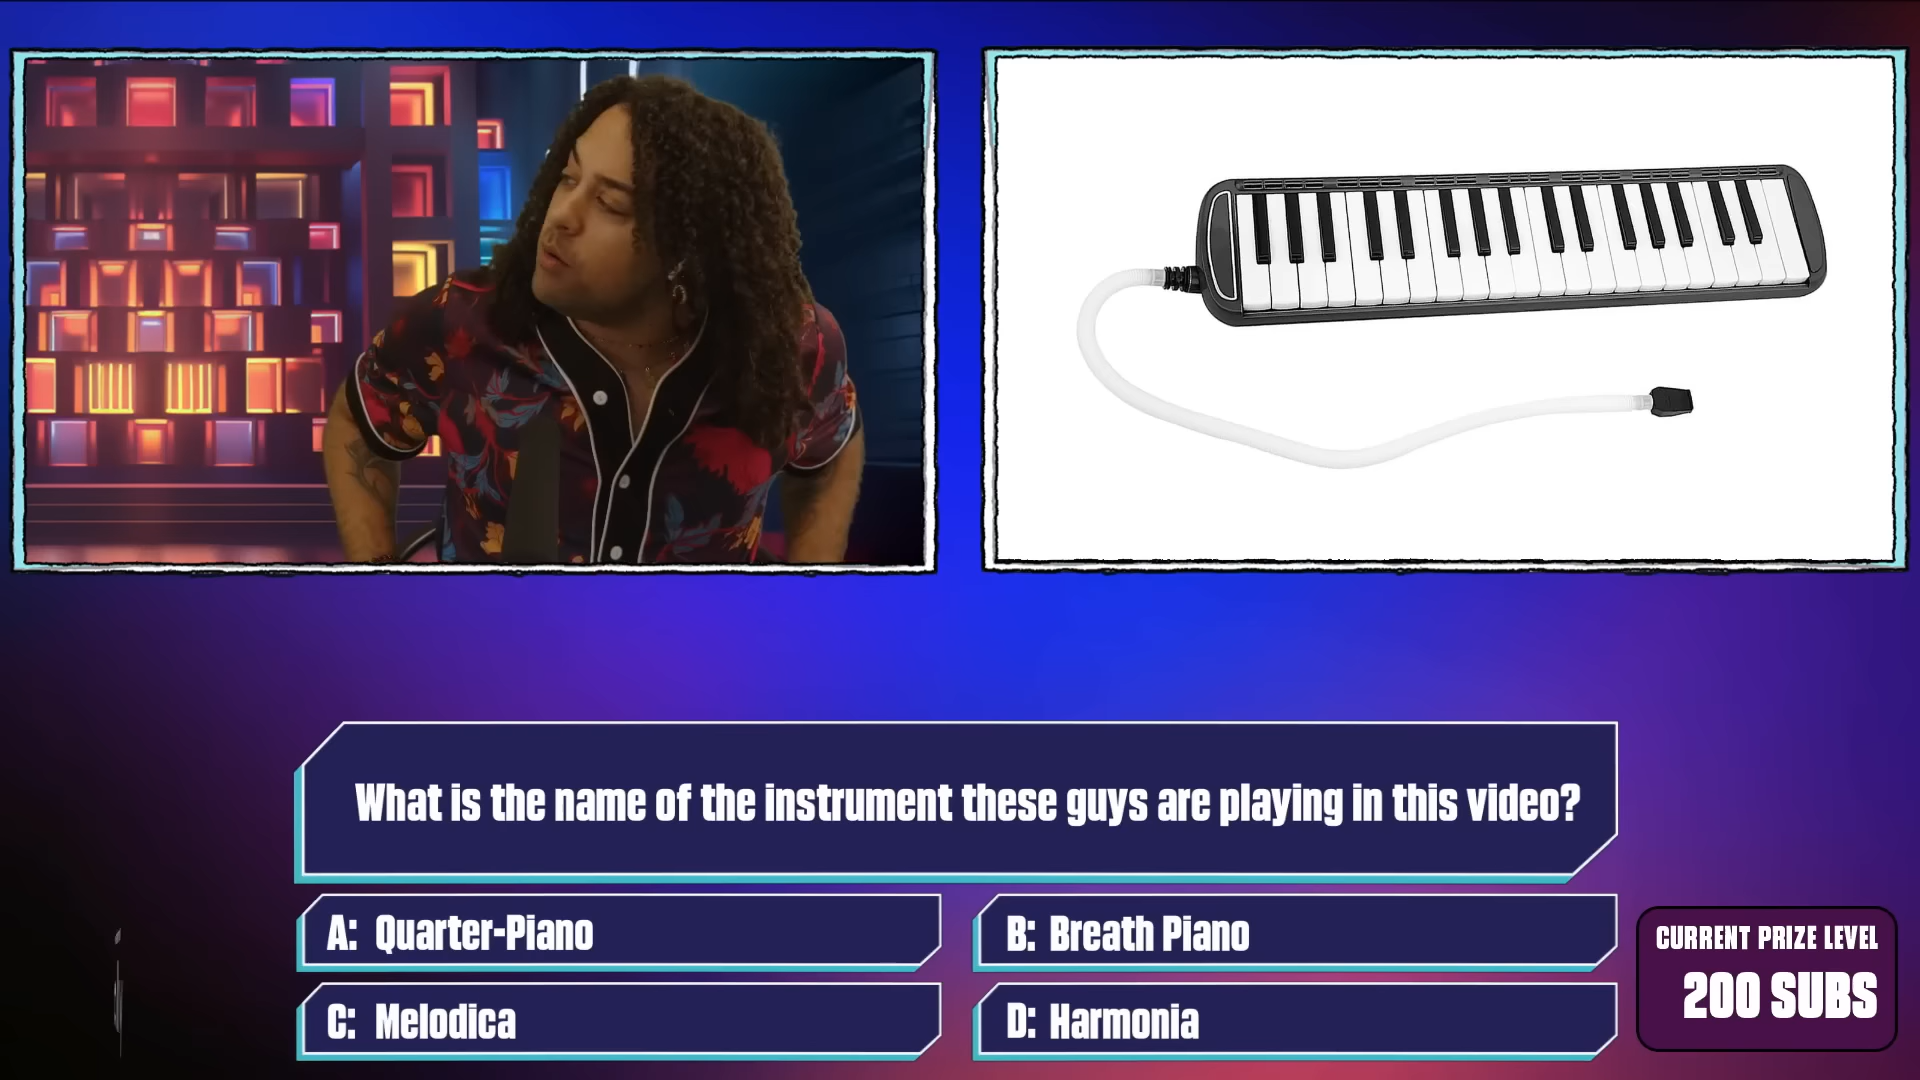 What is the name of the instrument these guys are playing in this video?
A: Quarter-Piano
B: Breath Piano
C: Melodica
D: Harmonia
CURRENT PRIZE LEVEL
200 SUBS